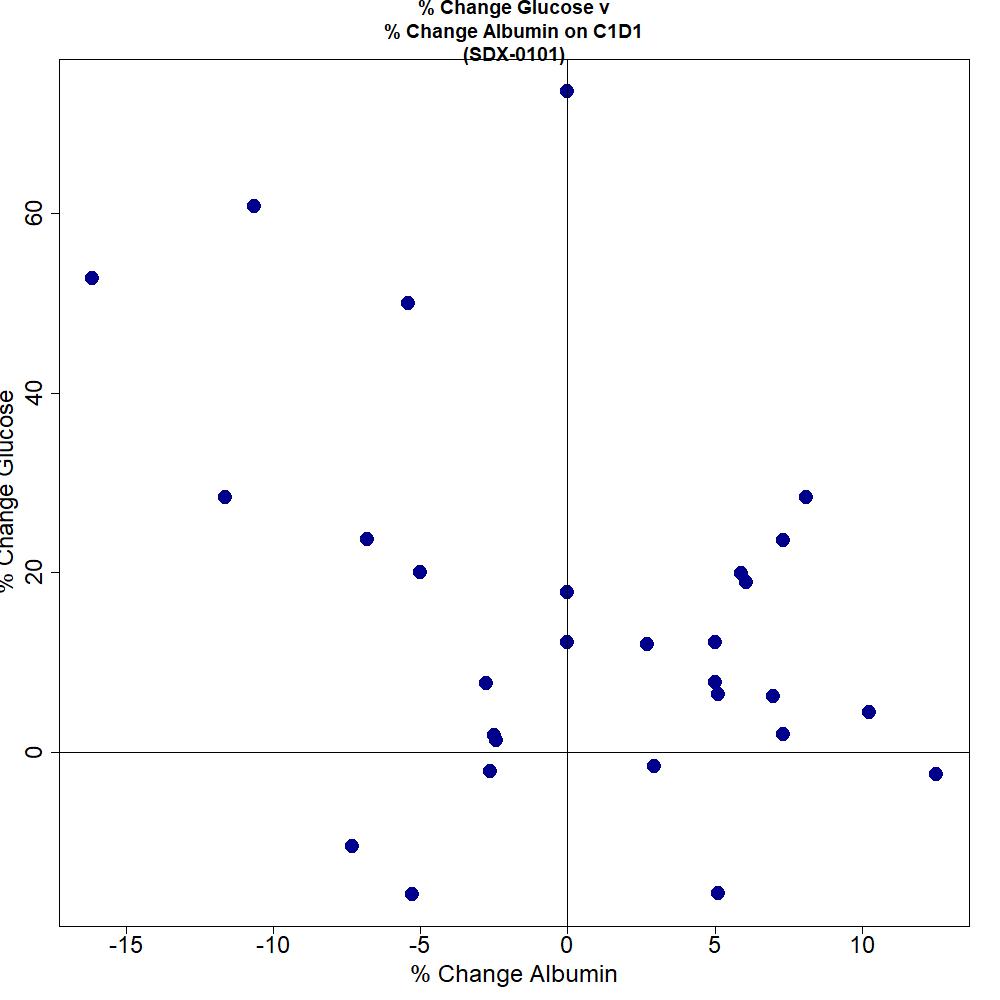 % Change Glucose v
% Change Albumin on C1D1
(SDX-0101)
% Change Glucose
60
40
20
0
-15 -10 -5 0 5 10
% Change Albumin